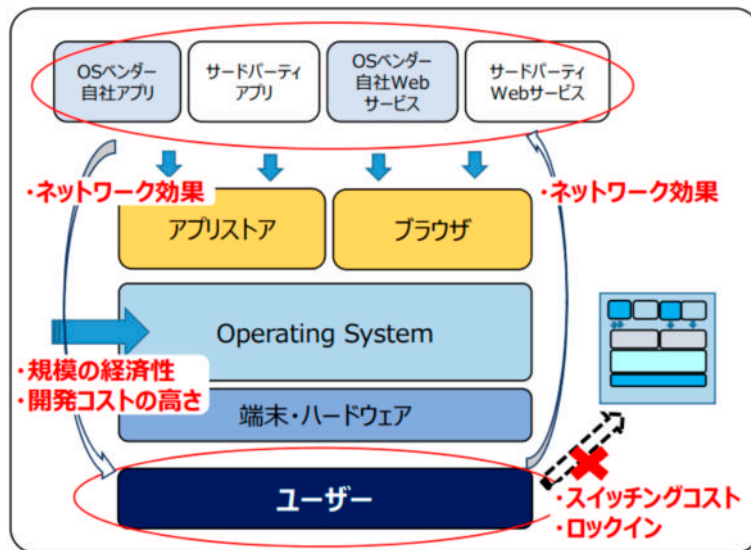 OSベンダー
自社アプリ
サードパーティ
アプリ
OSベンダー
自社Web
サービス
サードパーティ
Webサービス
・ネットワーク効果
・ネットワーク効果
アプリストア
ブラウザ
Operating System
・規模の経済性
・開発コストの高さ
端末・ハードウェア
ユーザー
・スイッチングコスト
・ロックイン